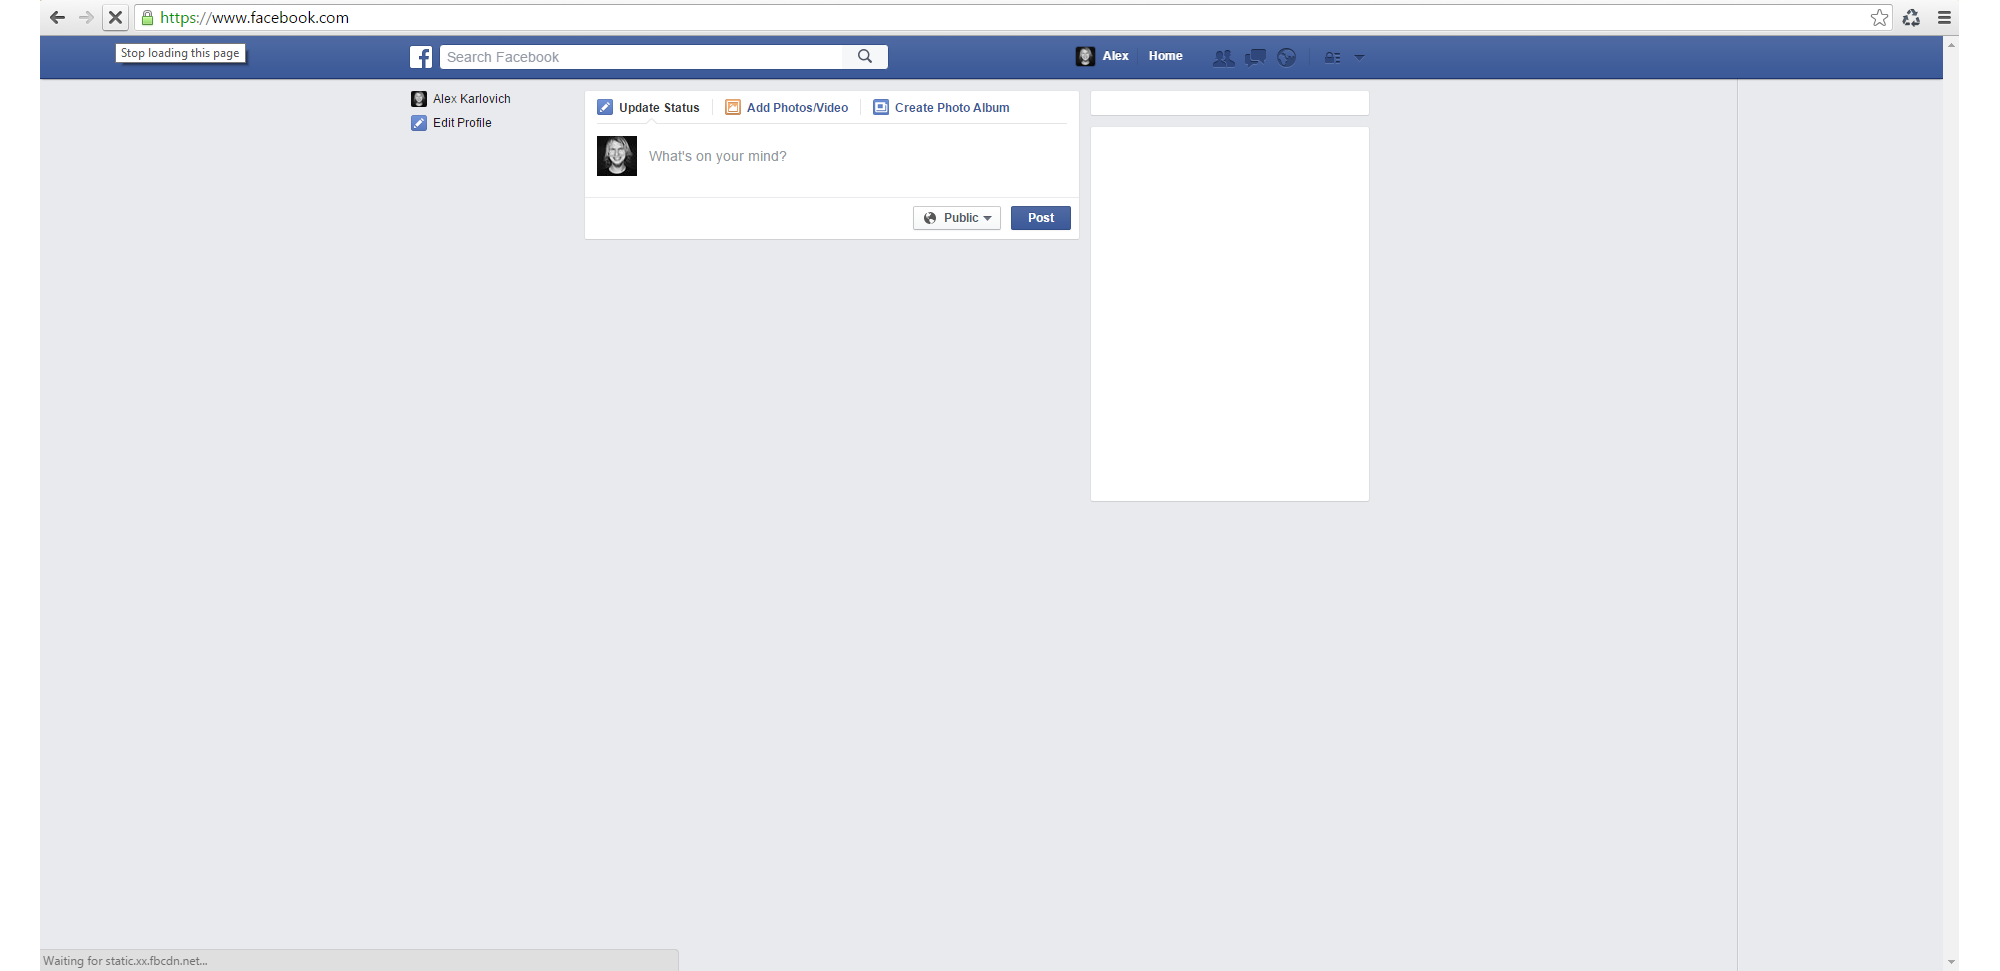 https://www.facebook.com
Stop loading this page
Search Facebook
Alex
Home
Alex Karlovich
Edit Profile
Update Status
Add Photos/Video
Create Photo Album
What's on your mind?
Public
Post
Waiting for static.xx.fbcdn.net...